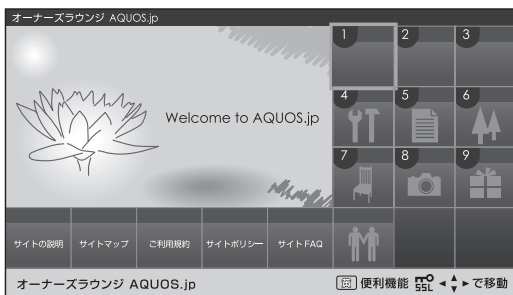 オーナーズラウンジ AQUOS.jp
1 2 3
Welcome to AQUOS.jp
4 5 6
7 8 9
サイトの説明 サイトマップ ご利用規約 サイトポリシー サイト FAQ
オーナーズラウンジ AQUOS.jp 便利機能 SSL ◄▲▼► で移動